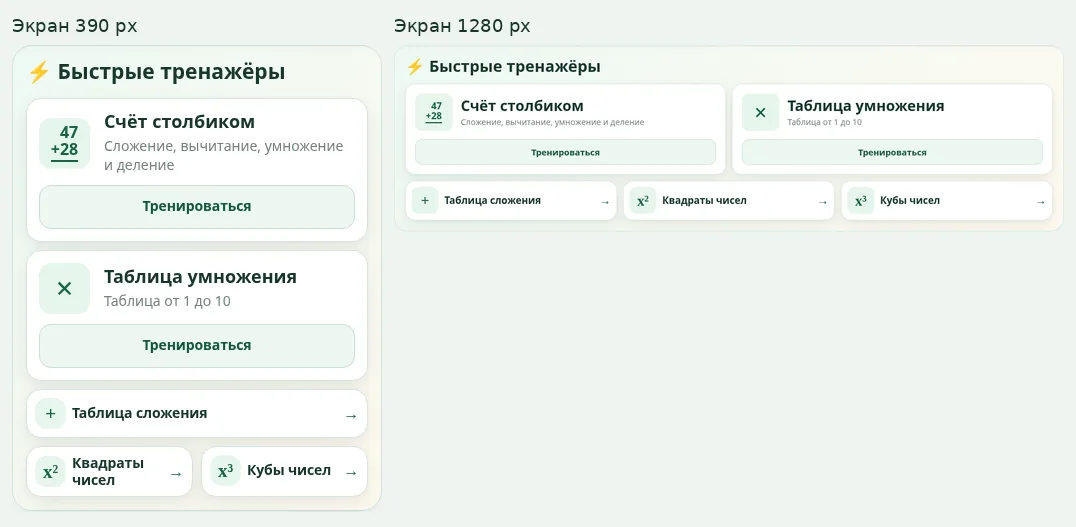 Экран 390 px
⚡ Быстрые тренажёры
47
+28
Счёт столбиком
Сложение, вычитание, умножение
и деление
Тренироваться
×
Таблица умножения
Таблица от 1 до 10
Тренироваться
+ Таблица сложения →
x² Квадраты
чисел →
x³ Кубы чисел →
Экран 1280 px
⚡ Быстрые тренажёры
47
+28
Счёт столбиком
Сложение, вычитание, умножение и деление
Тренироваться
×
Таблица умножения
Таблица от 1 до 10
Тренироваться
+ Таблица сложения →
x² Квадраты чисел →
x³ Кубы чисел →